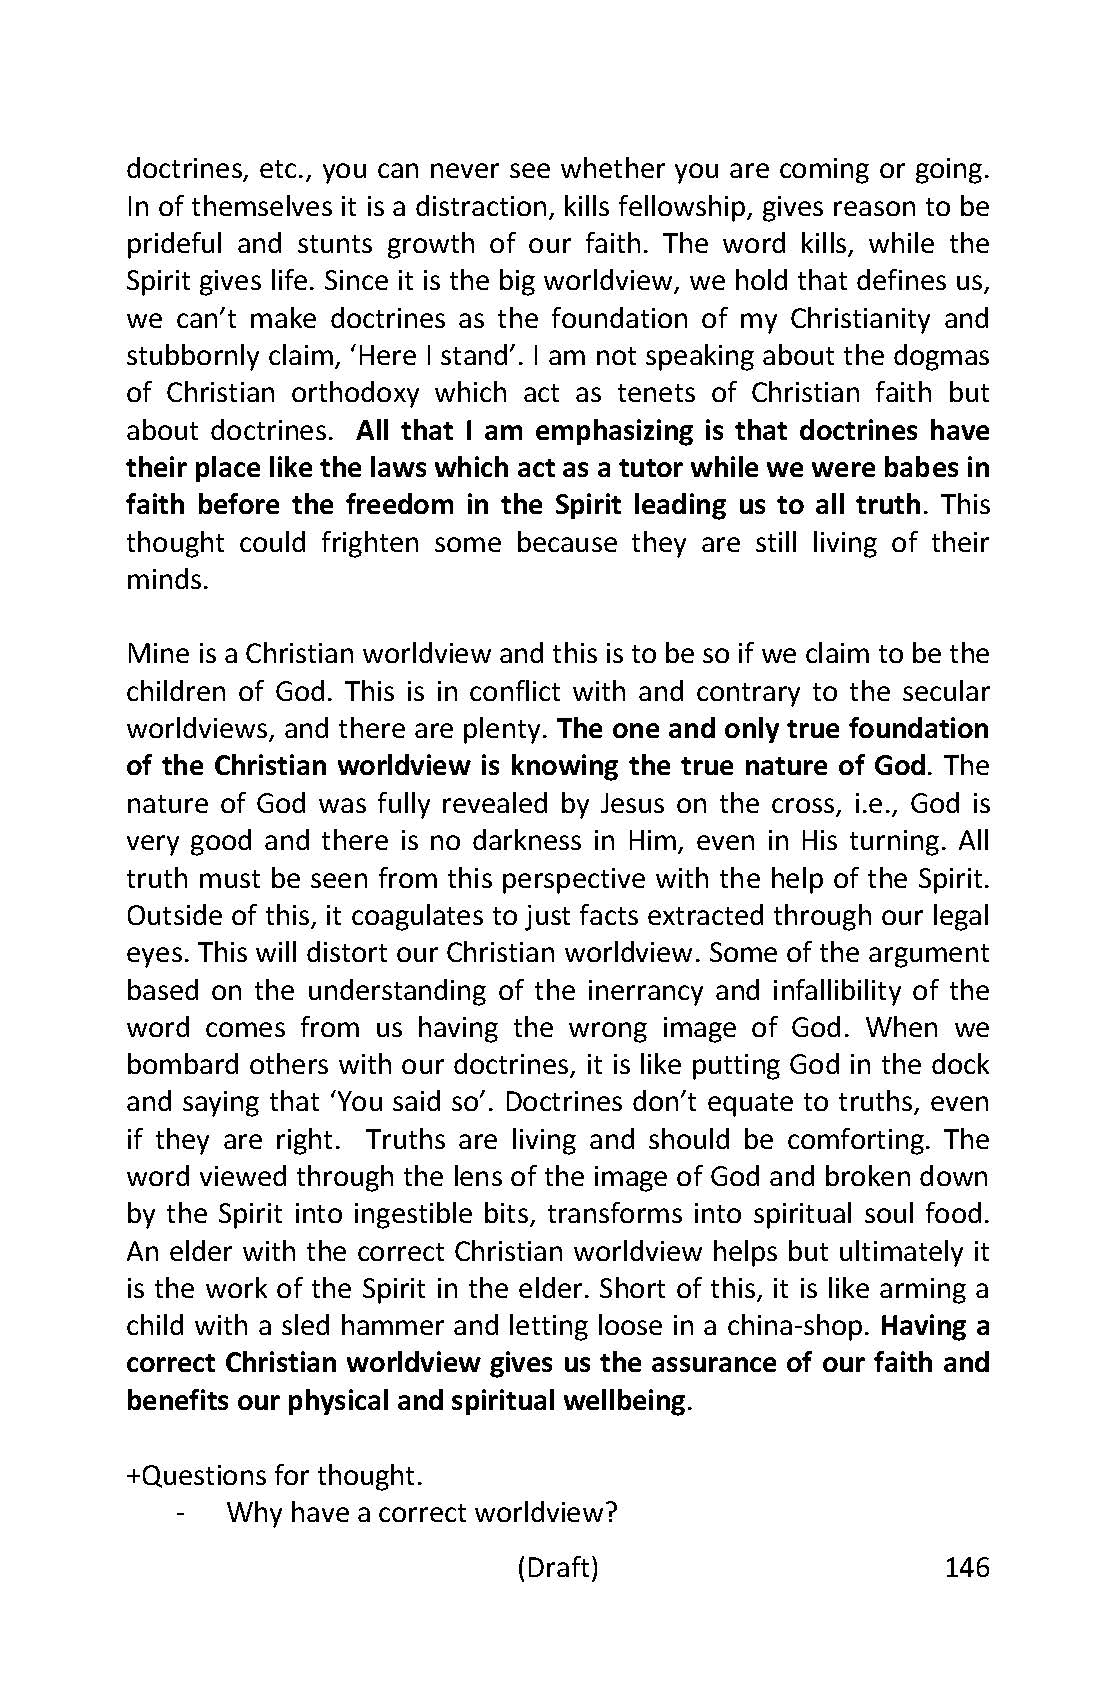 doctrines, etc., you can never see whether you are coming or going.
In of themselves it is a distraction, kills fellowship, gives reason to be
prideful and stunts growth of our faith. The word kills, while the
Spirit gives life. Since it is the big worldview, we hold that defines us,
we can’t make doctrines as the foundation of my Christianity and
stubbornly claim, ‘Here I stand’. I am not speaking about the dogmas
of Christian orthodoxy which act as tenets of Christian faith but
about doctrines. All that I am emphasizing is that doctrines have
their place like the laws which act as a tutor while we were babes in
faith before the freedom in the Spirit leading us to all truth. This
thought could frighten some because they are still living of their
minds.
Mine is a Christian worldview and this is to be so if we claim to be the
children of God. This is in conflict with and contrary to the secular
worldviews, and there are plenty. The one and only true foundation
of the Christian worldview is knowing the true nature of God. The
nature of God was fully revealed by Jesus on the cross, i.e., God is
very good and there is no darkness in Him, even in His turning. All
truth must be seen from this perspective with the help of the Spirit.
Outside of this, it coagulates to just facts extracted through our legal
eyes. This will distort our Christian worldview. Some of the argument
based on the understanding of the inerrancy and infallibility of the
word comes from us having the wrong image of God. When we
bombard others with our doctrines, it is like putting God in the dock
and saying that ‘You said so’. Doctrines don’t equate to truths, even
if they are right. Truths are living and should be comforting. The
word viewed through the lens of the image of God and broken down
by the Spirit into ingestible bits, transforms into spiritual soul food.
An elder with the correct Christian worldview helps but ultimately it
is the work of the Spirit in the elder. Short of this, it is like arming a
child with a sled hammer and letting loose in a china-shop. Having a
correct Christian worldview gives us the assurance of our faith and
benefits our physical and spiritual wellbeing.
+Questions for thought.
- Why have a correct worldview?
(Draft) 146